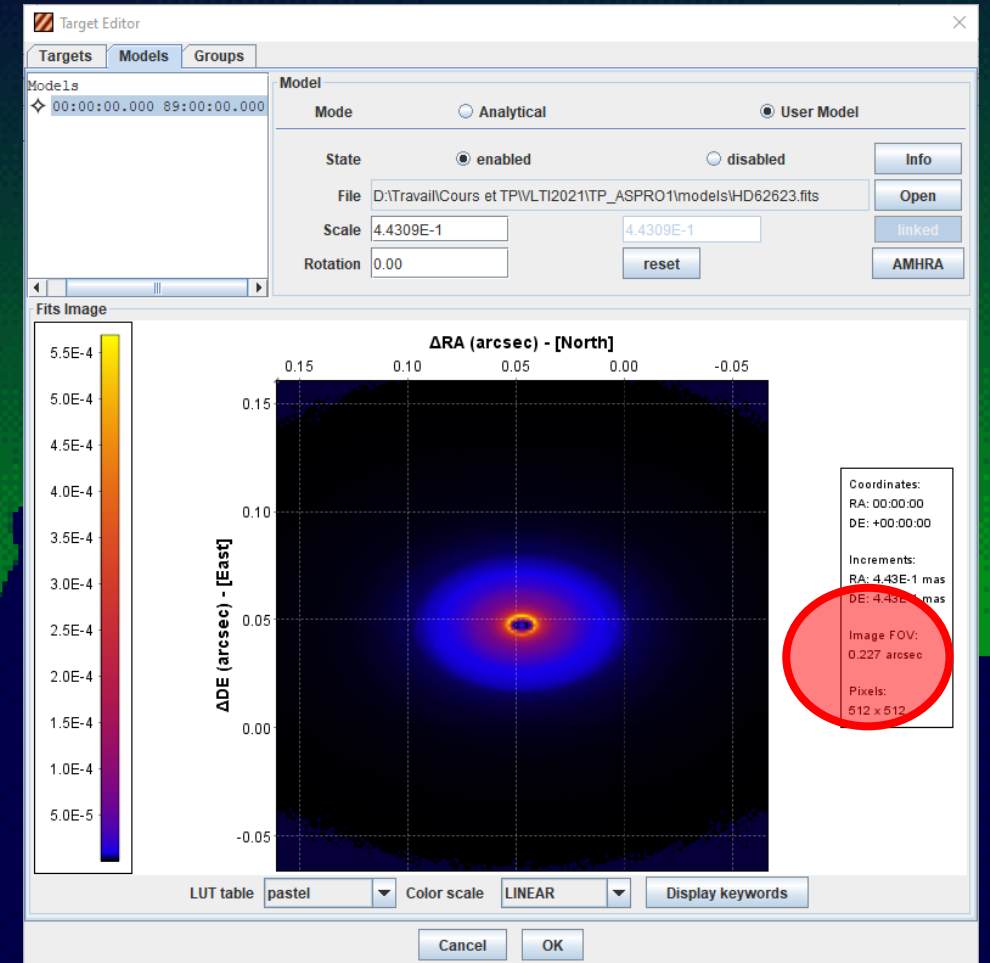 Target Editor
Targets Models Groups
Models
00:00:00.000 89:00:00.000
Model
Mode Analytical User Model
State enabled disabled Info
File D:\Travail\Cours et TP\VLTI2021\TP_ASPRO1\models\HD62623.fits Open
Scale 4.4309E-1 4.4309E-1 linked
Rotation 0.00 reset AMHRA
Fits Image
5.5E-4
5.0E-4
4.5E-4
4.0E-4
3.5E-4
3.0E-4
2.5E-4
2.0E-4
1.5E-4
1.0E-4
5.0E-5
ΔRA (arcsec) - [North]
0.15 0.10 0.05 0.00 -0.05
ΔDE (arcsec) - [East]
0.15
0.10
0.05
0.00
-0.05
Coordinates:
RA: 00:00:00
DE: +00:00:00
Increments:
RA: 4.43E-1 mas
DE: 4.43E-1 mas
Image FOV:
0.227 arcsec
Pixels:
512 x 512
LUT table pastel Color scale LINEAR Display keywords
Cancel OK